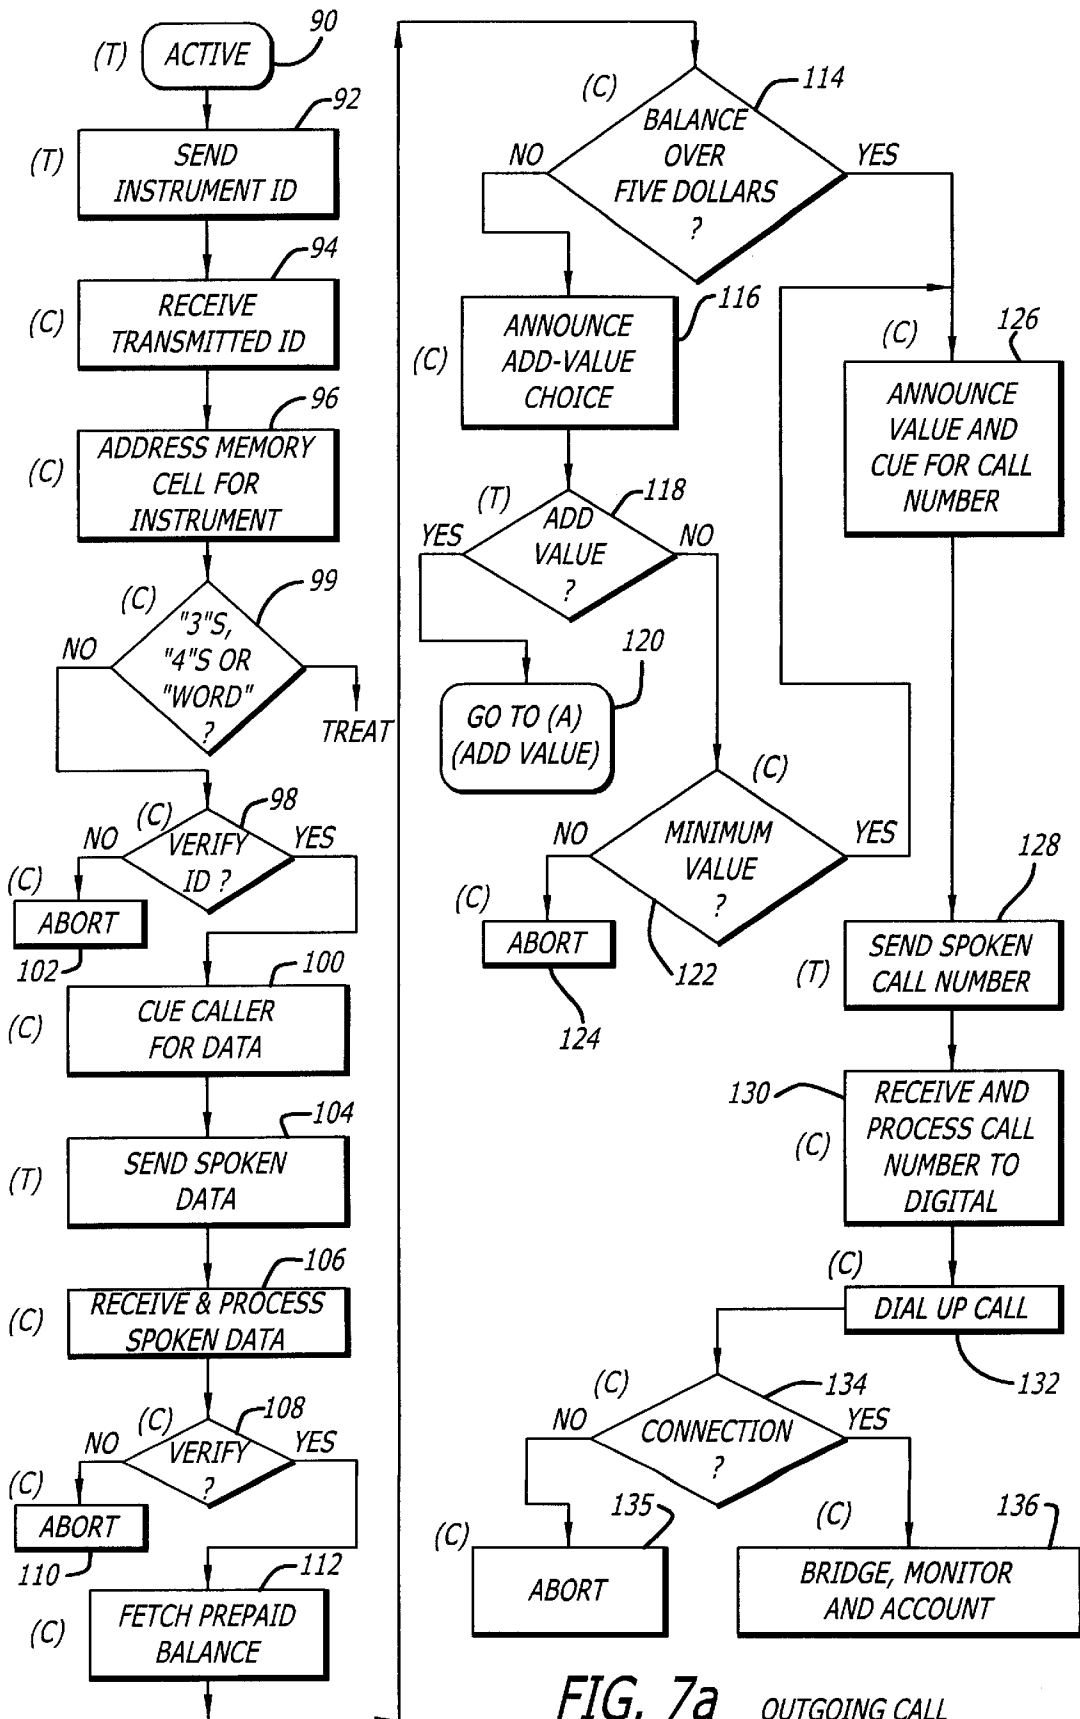 (T) ACTIVE 90
92
(T) SEND
INSTRUMENT ID
94
(C) RECEIVE
TRANSMITTED ID
96
(C) ADDRESS MEMORY
CELL FOR
INSTRUMENT
99
(C)
"3"S,
"4"S OR
"WORD"
?
NO
TREAT
98
(C)
VERIFY
ID ?
NO
YES
(C)
ABORT
102
100
(C) CUE CALLER
FOR DATA
104
(T) SEND SPOKEN
DATA
106
(C) RECEIVE & PROCESS
SPOKEN DATA
108
(C)
VERIFY
?
NO
YES
(C)
ABORT
110
112
(C) FETCH PREPAID
BALANCE
114
(C)
BALANCE
OVER
FIVE DOLLARS
?
NO
YES
116
(C) ANNOUNCE
ADD-VALUE
CHOICE
118
(T)
ADD
VALUE
?
YES
NO
120
GO TO (A)
(ADD VALUE)
(C)
MINIMUM
VALUE
?
NO
YES
122
(C)
ABORT
124
126
(C)
ANNOUNCE
VALUE AND
CUE FOR CALL
NUMBER
128
(T) SEND SPOKEN
CALL NUMBER
130
(C) RECEIVE AND
PROCESS CALL
NUMBER TO
DIGITAL
(C)
DIAL UP CALL
132
134
(C)
CONNECTION
?
NO
YES
135
(C)
ABORT
136
(C)
BRIDGE, MONITOR
AND ACCOUNT
FIG. 7a OUTGOING CALL